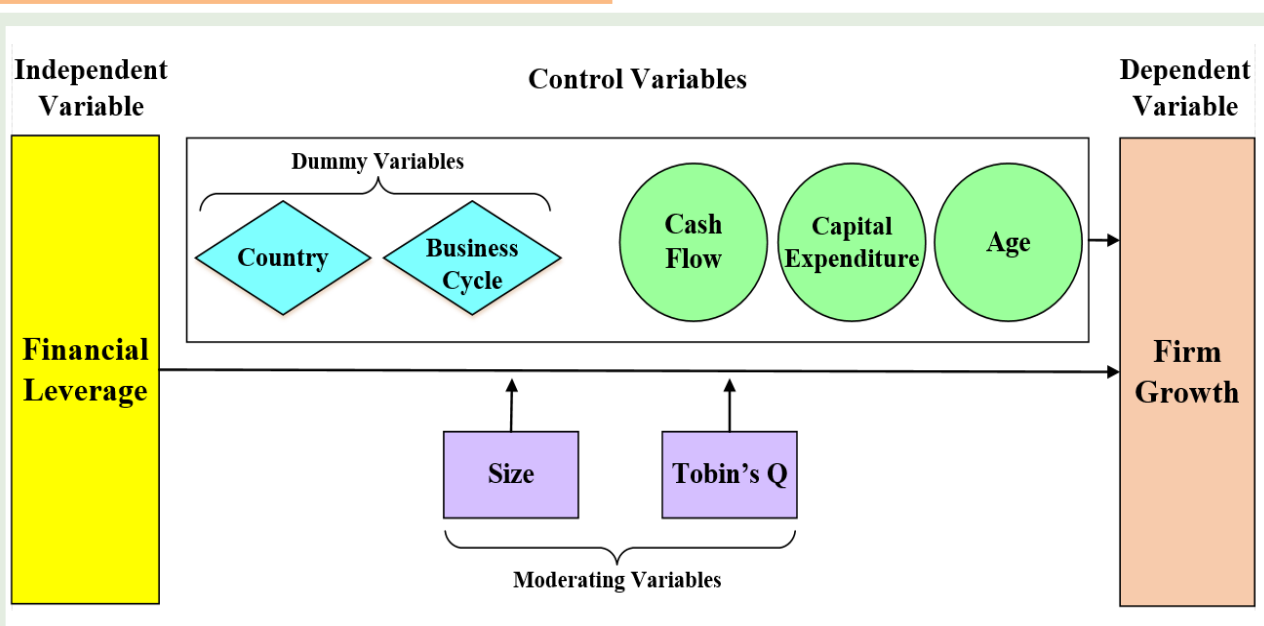 Independent
Variable
Control Variables
Dependent
Variable
Dummy Variables
Country
Business
Cycle
Cash
Flow
Capital
Expenditure
Age
Financial
Leverage
Firm
Growth
Size
Tobin’s Q
Moderating Variables